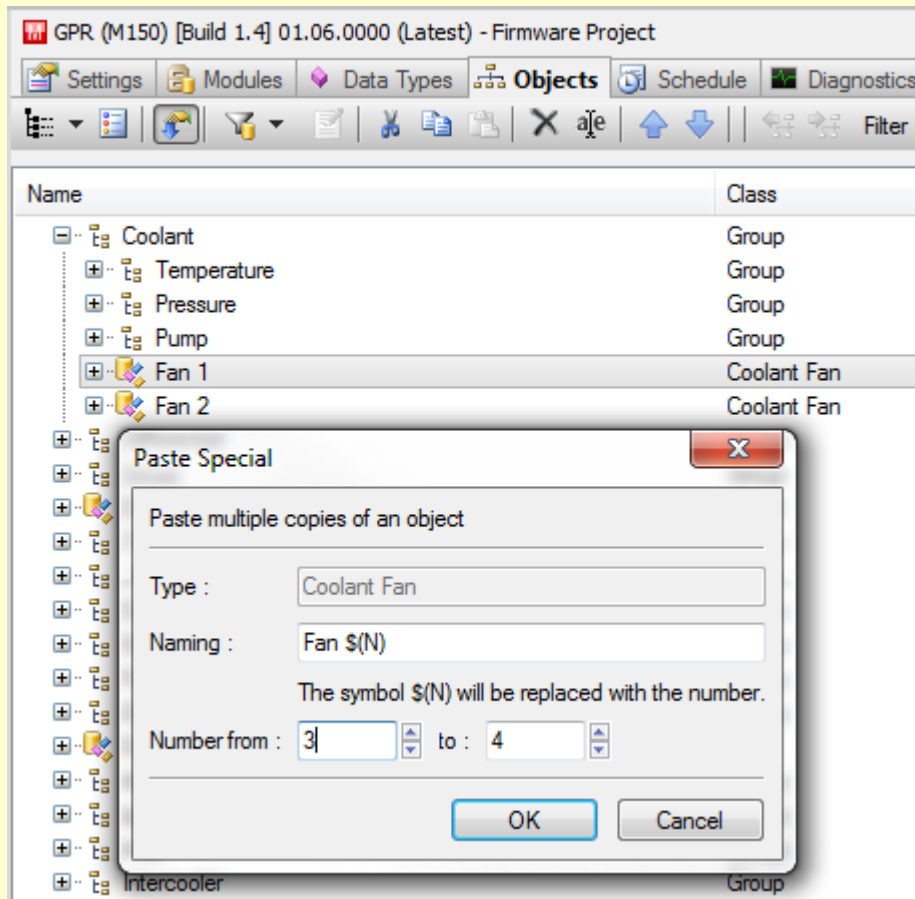 GPR (M150) [Build 1.4] 01.06.0000 (Latest) - Firmware Project
Settings Modules Data Types Objects Schedule Diagnostics
Filter
Name Class
Coolant Group
Temperature Group
Pressure Group
Pump Group
Fan 1 Coolant Fan
Fan 2 Coolant Fan
Paste Special
Paste multiple copies of an object
Type : Coolant Fan
Naming : Fan $(N)
The symbol $(N) will be replaced with the number.
Number from : 3 to : 4
OK Cancel
Intercooler Group